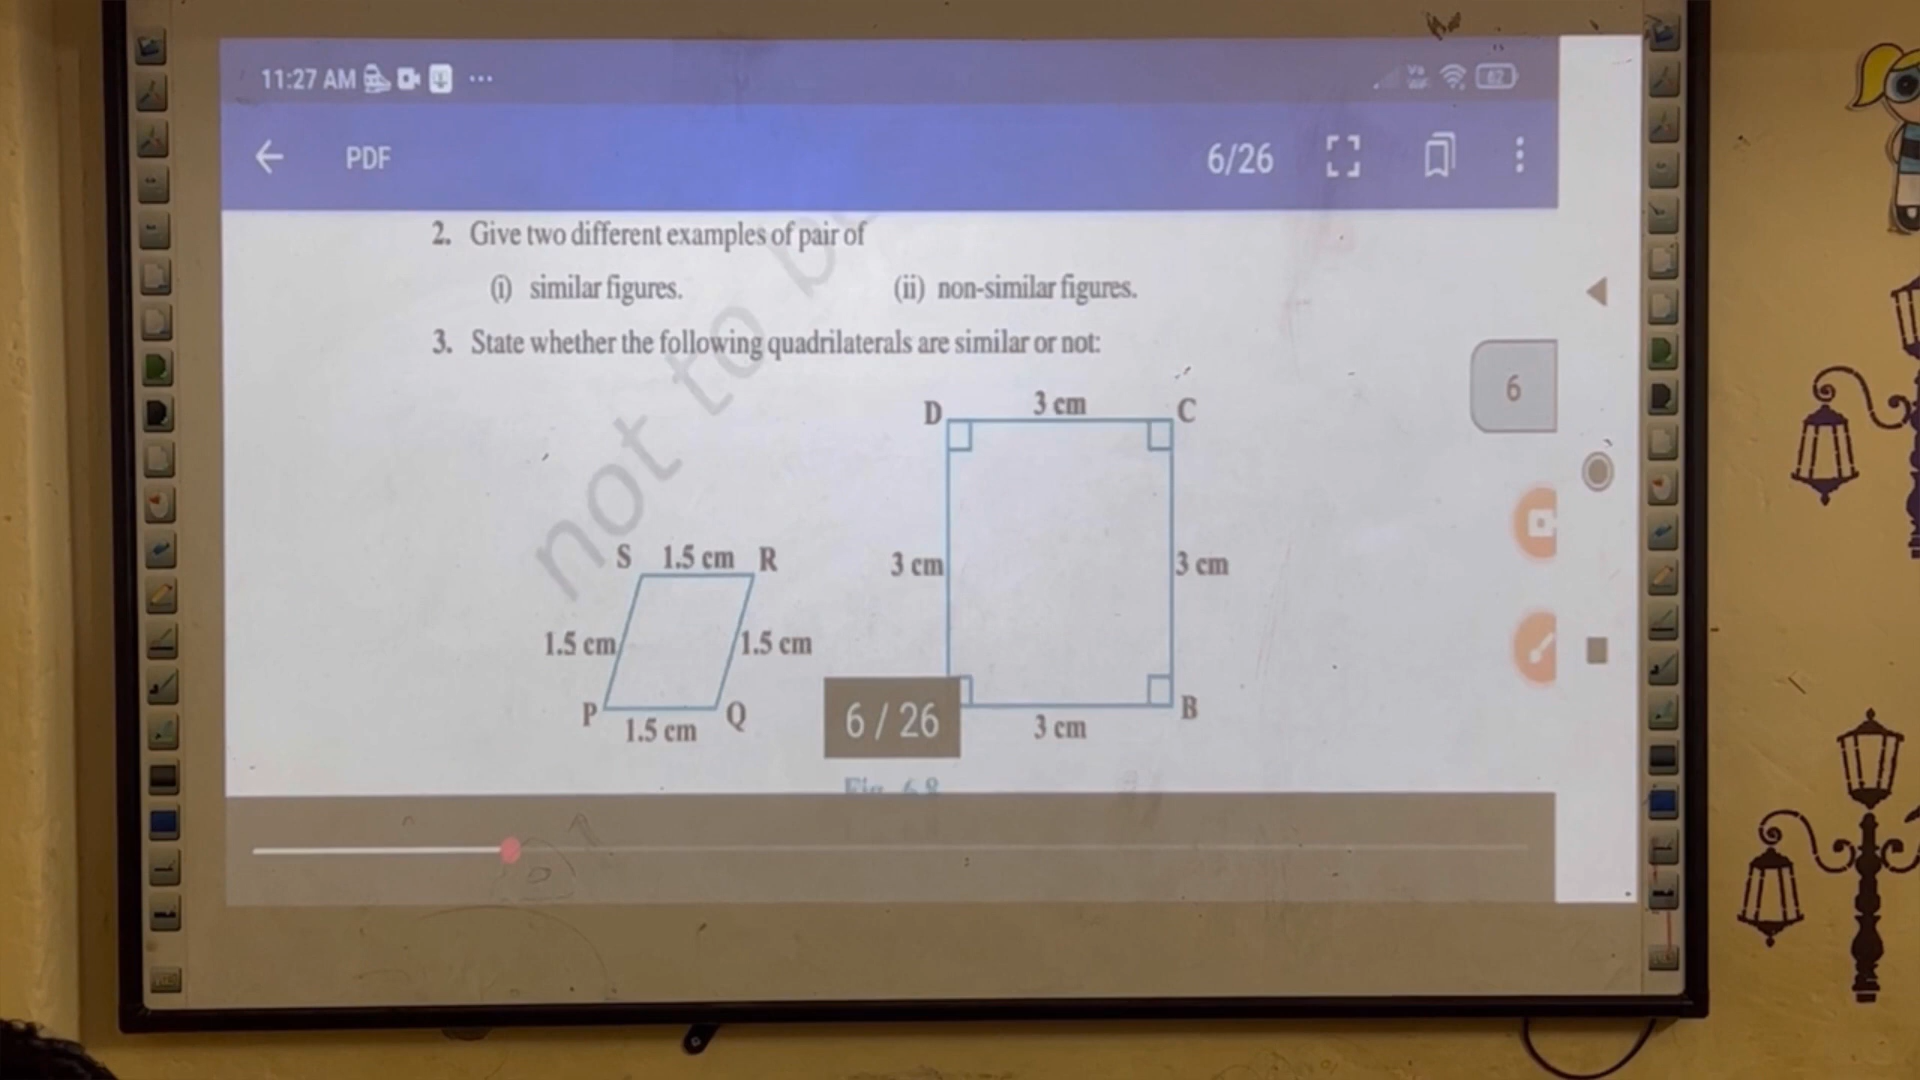 11:27 AM ...
62
PDF
6/26
2. Give two different examples of pair of
(i) similar figures. (ii) non-similar figures.
3. State whether the following quadrilaterals are similar or not:
6
not to b
D 3 cm C
3 cm 3 cm
B
3 cm
S 1.5 cm R
1.5 cm 1.5 cm
P 1.5 cm Q
6 / 26